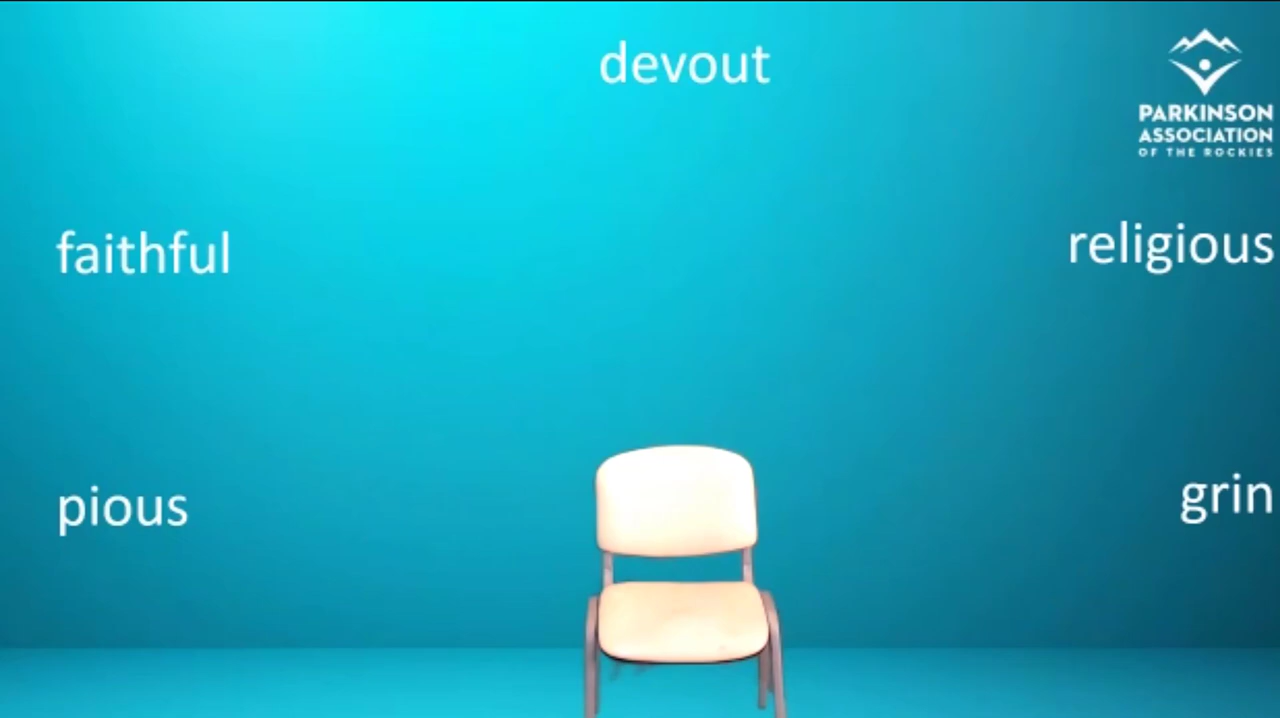 devout
PARKINSON
ASSOCIATION
OF THE ROCKIES
faithful
religious
pious
grin